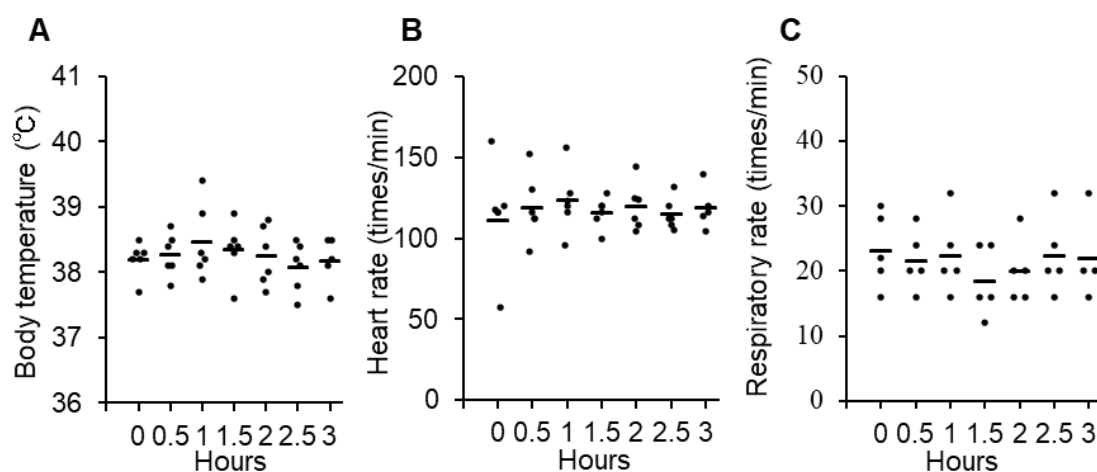 A
Body temperature (°C)
41
40
39
38
37
36
0 0.5 1 1.5 2 2.5 3
Hours
B
Heart rate (times/min)
200
150
100
50
0
0 0.5 1 1.5 2 2.5 3
Hours
C
Respiratory rate (times/min)
50
40
30
20
10
0
0 0.5 1 1.5 2 2.5 3
Hours